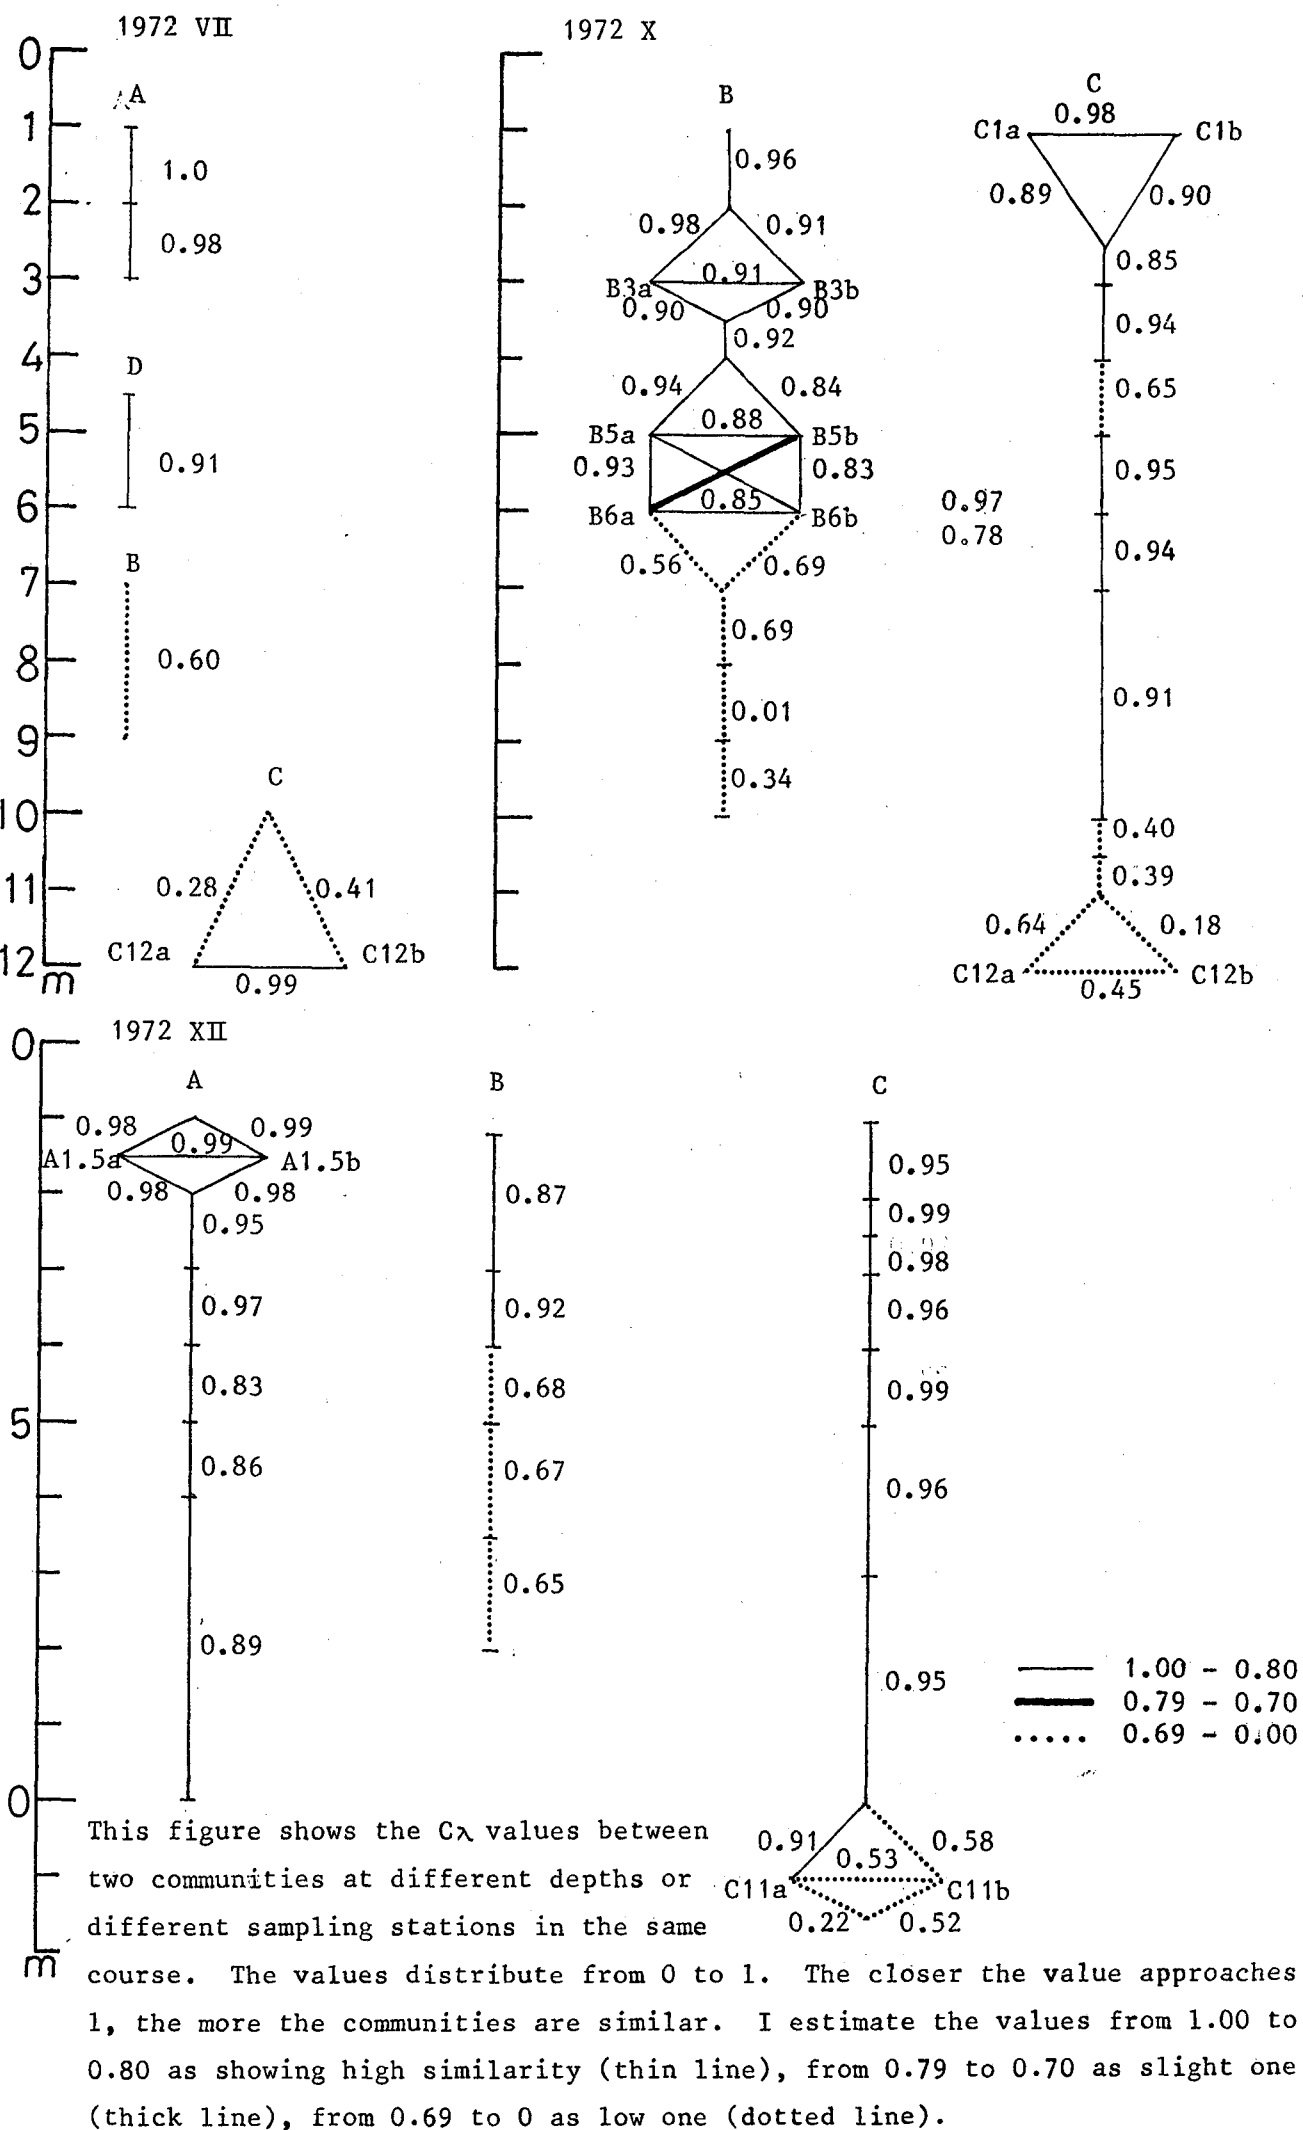 1972 VII
0
1
2
3
4
5
6
7
8
9
10
11
12
m
A
1.0
0.98
D
0.91
B
0.60
C
0.28
0.41
C12a
C12b
0.99
1972 X
B
0.96
0.98
0.91
0.91
B3a
B3b
0.90
0.90
0.92
0.94
0.84
0.88
B5a
B5b
0.93
0.83
0.85
B6a
B6b
0.97
0.78
0.56
0.69
0.69
0.01
0.34
C
0.98
C1a
C1b
0.89
0.90
0.85
0.94
0.65
0.95
0.94
0.91
0.40
0.39
0.64
0.18
C12a
C12b
0.45
1972 XII
0
5
0
m
A
0.98
0.99
0.99
A1.5a
A1.5b
0.98
0.98
0.95
0.97
0.83
0.86
0.89
B
0.87
0.92
0.68
0.67
0.65
C
0.95
0.99
0.98
0.96
0.99
0.96
0.95
0.91
0.58
0.53
C11a
C11b
0.22
0.52
1.00 - 0.80
0.79 - 0.70
0.69 - 0.00
This figure shows the Cλ values between
two communities at different depths or
different sampling stations in the same
course. The values distribute from 0 to 1. The closer the value approaches
1, the more the communities are similar. I estimate the values from 1.00 to
0.80 as showing high similarity (thin line), from 0.79 to 0.70 as slight one
(thick line), from 0.69 to 0 as low one (dotted line).